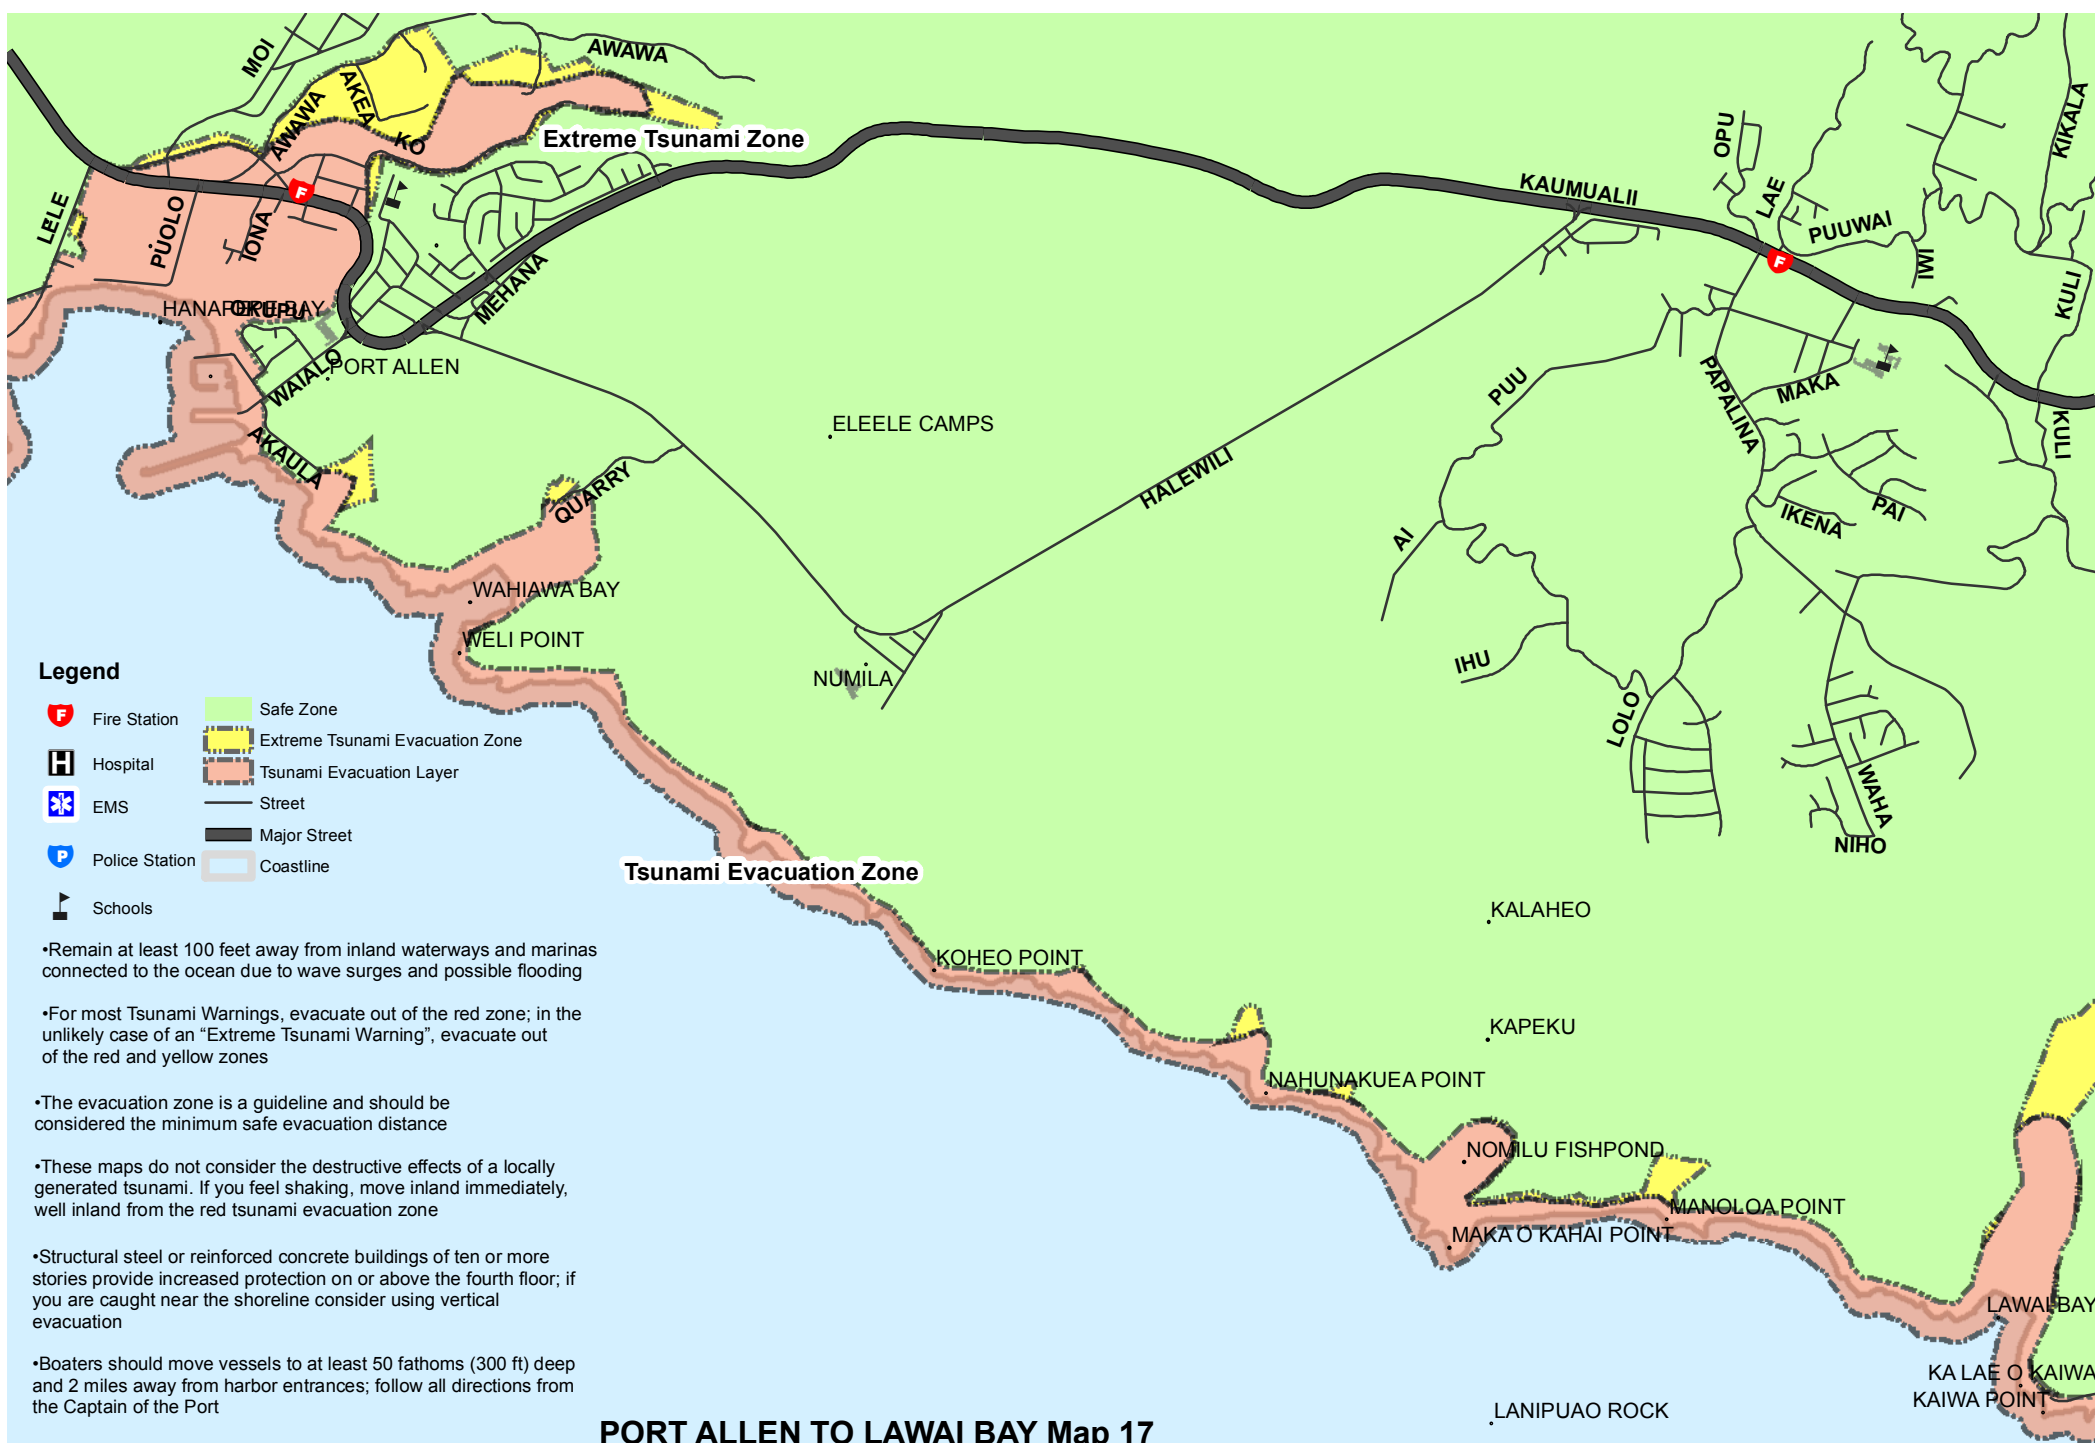 MOI
AWAWA
AKEA
AWAWA
KO
Extreme Tsunami Zone
OPU
KIKALA
LAE
KAUMUALII
PUUWAI
IWI
KULI
LELE
PUOLO
IONA
F
F
MEHANA
HANAPEPE BAY
OKUPU
WAIALO
PORT ALLEN
ELEELE CAMPS
PUU
PAPALINA
MAKA
KULI
AKAULA
QUARRY
HALEWILI
AI
IKENA
PAI
WAHIAWA BAY
WELI POINT
NUMILA
IHU
LOLO
WAHA
NIHO
Legend
F Fire Station
H Hospital
EMS
P Police Station
Schools
Safe Zone
Extreme Tsunami Evacuation Zone
Tsunami Evacuation Layer
Street
Major Street
Coastline
Tsunami Evacuation Zone
KALAHEO
KOHEO POINT
KAPEKU
NAHUNAKUEA POINT
NOMILU FISHPOND
MANOLOA POINT
MAKA O KAHAI POINT
LAWAI BAY
KA LAE O KAIWA
KAIWA POINT
LANIPUAO ROCK
•Remain at least 100 feet away from inland waterways and marinas
connected to the ocean due to wave surges and possible flooding
•For most Tsunami Warnings, evacuate out of the red zone; in the
unlikely case of an “Extreme Tsunami Warning”, evacuate out
of the red and yellow zones
•The evacuation zone is a guideline and should be
considered the minimum safe evacuation distance
•These maps do not consider the destructive effects of a locally
generated tsunami. If you feel shaking, move inland immediately,
well inland from the red tsunami evacuation zone
•Structural steel or reinforced concrete buildings of ten or more
stories provide increased protection on or above the fourth floor; if
you are caught near the shoreline consider using vertical
evacuation
•Boaters should move vessels to at least 50 fathoms (300 ft) deep
and 2 miles away from harbor entrances; follow all directions from
the Captain of the Port
PORT ALLEN TO LAWAI BAY Map 17